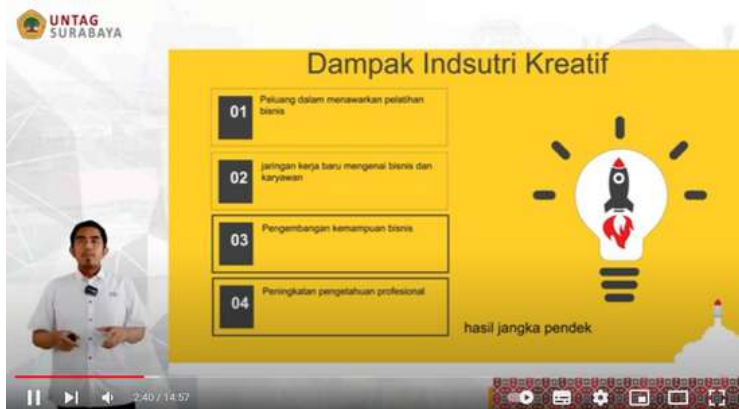 UNTAG
SURABAYA
Dampak Indsutri Kreatif
01
Peluang dalam menawarkan pelatihan
bisnis
02
jaringan kerja baru mengenai bisnis dan
karyawan
03
Pengembangan kemampuan bisnis
04
Peningkatan pengetahuan profesional
hasil jangka pendek
2:40 / 14:57